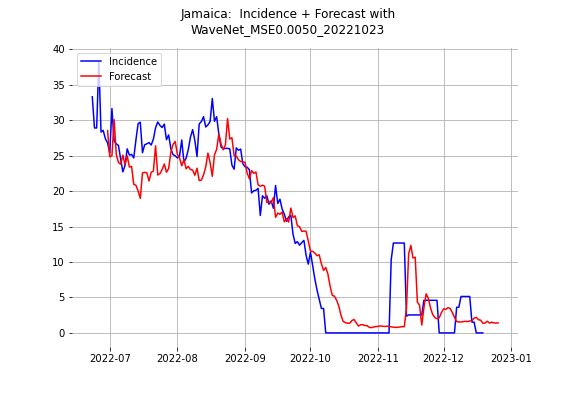 Jamaica:  Incidence + Forecast with
WaveNet_MSE0.0050_20221023
Incidence
Forecast
40
35
30
25
20
15
10
5
0
2022-07 2022-08 2022-09 2022-10 2022-11 2022-12 2023-01